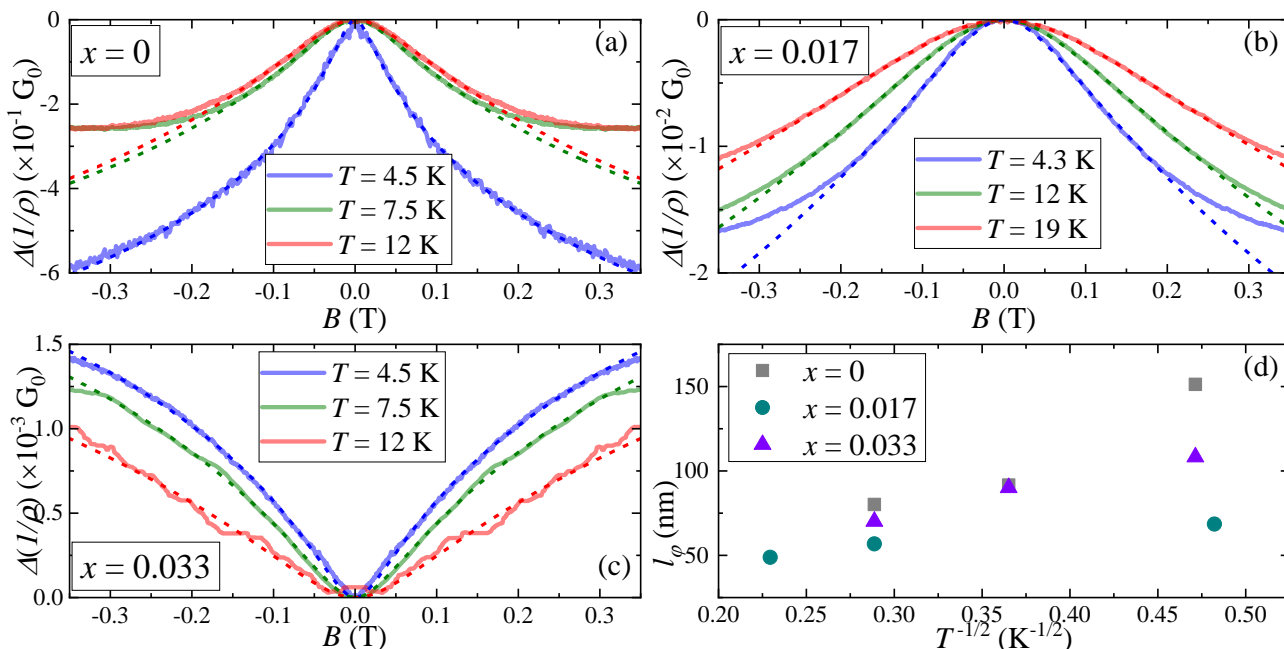 0
-2
-4
-6
Δ(1/ρ) (×10⁻¹ G₀)
x = 0
(a)
T = 4.5 K
T = 7.5 K
T = 12 K
-0.3 -0.2 -0.1 0.0 0.1 0.2 0.3
B (T)
0
-1
-2
Δ(1/ρ) (×10⁻² G₀)
x = 0.017
(b)
T = 4.3 K
T = 12 K
T = 19 K
-0.3 -0.2 -0.1 0.0 0.1 0.2 0.3
B (T)
1.5
1.0
0.5
0.0
Δ(1/ρ) (×10⁻³ G₀)
T = 4.5 K
T = 7.5 K
T = 12 K
x = 0.033
(c)
-0.3 -0.2 -0.1 0.0 0.1 0.2 0.3
B (T)
150
100
50
lᵩ (nm)
x = 0
x = 0.017
x = 0.033
(d)
0.20 0.25 0.30 0.35 0.40 0.45 0.50
T⁻¹/² (K⁻¹/²)